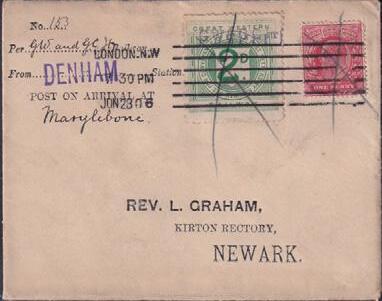 No. 183
Per GW and GC
LONDON.N.W
From DENHAM Station.
30 PM
POST ON ARRIVAL AT
JUN 23 06
Marylebone.
GREAT WESTERN
2D
ONE PENNY
REV. L. GRAHAM,
KIRTON RECTORY,
NEWARK.